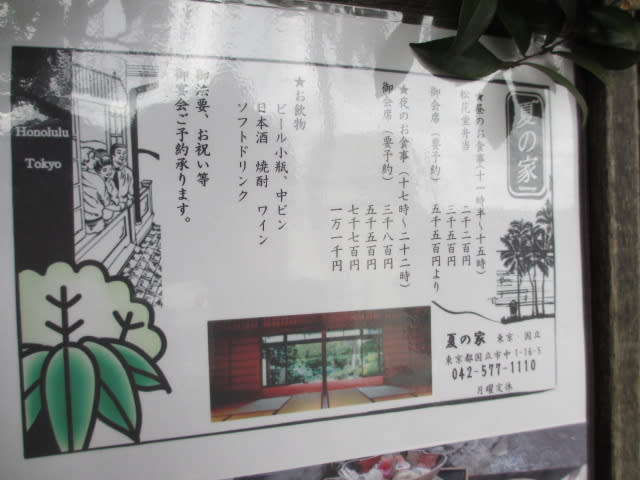 夏の家
★昼のお食事(十一時半~十五時)
松花堂弁当
二千二百円
三千五百円
御会席(要予約)
五千五百円より
★夜のお食事(十七時~二十二時)
御会席(要予約)
三千八百円
五千五百円
七千七百円
一万一千円
★お飲物
ビール小瓶、中ビン
日本酒 焼酎 ワイン
ソフトドリンク
御法要、お祝い等
御宴会ご予約承ります。
Honolulu
Tokyo
夏の家 東京・国立
東京都国立市中1-16-5
042-577-1110
月曜定休